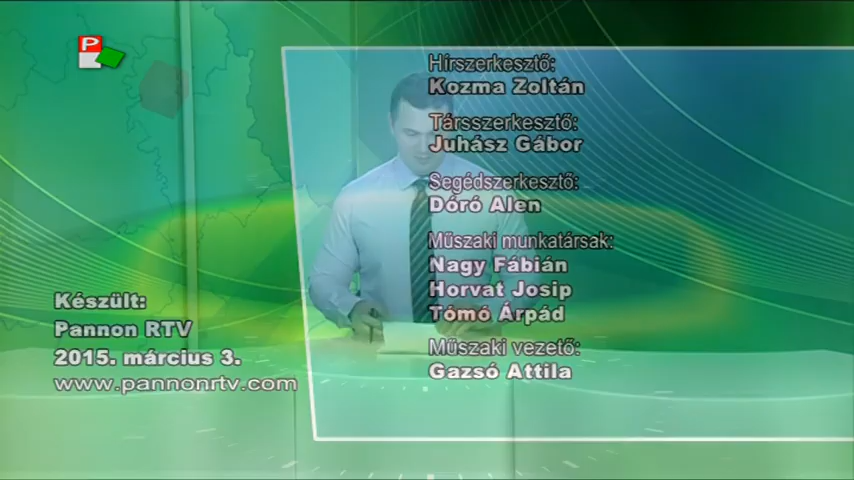 P
Hírszerkesztő:
Kozma Zoltán
Társszerkesztő:
Juhász Gábor
Segédszerkesztő:
Dóró Alen
Műszaki munkatársak:
Nagy Fábián
Horvat Josip
Tómó Árpád
Műszaki vezető:
Gazsó Attila
Készült:
Pannon RTV
2015. március 3.
www.pannonrtv.com